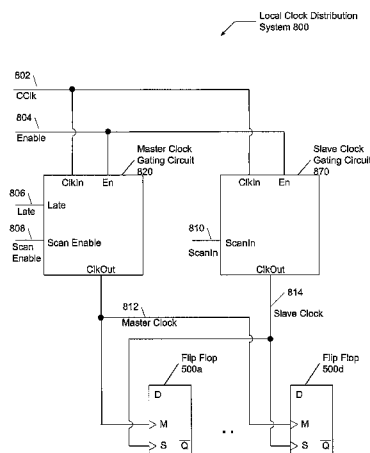 Local Clock Distribution
System 800
802
CClk
804
Enable
Master Clock
Gating Circuit
820
Slave Clock
Gating Circuit
870
ClkIn En
ClkIn En
806
Late
Late
808
Scan
Enable
Scan Enable
810
ScanIn
ScanIn
ClkOut
ClkOut
812
Master Clock
814
Slave Clock
Flip Flop
500a
Flip Flop
500d
D
D
M
M
S
Q
S
Q